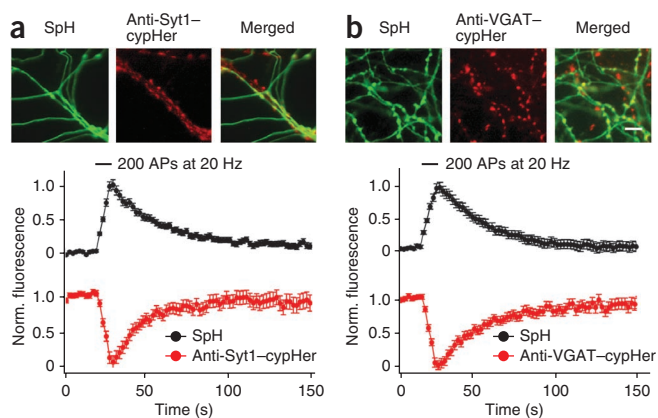 a
SpH
Anti-Syt1–
cypHer
Merged
200 APs at 20 Hz
Norm. fluorescence
1.0
0.5
0
1.0
0.5
0
SpH
Anti-Syt1–cypHer
0
50
100
150
Time (s)
b
SpH
Anti-VGAT–
cypHer
Merged
200 APs at 20 Hz
Norm. fluorescence
1.0
0.5
0
1.0
0.5
0
SpH
Anti-VGAT–cypHer
0
50
100
150
Time (s)